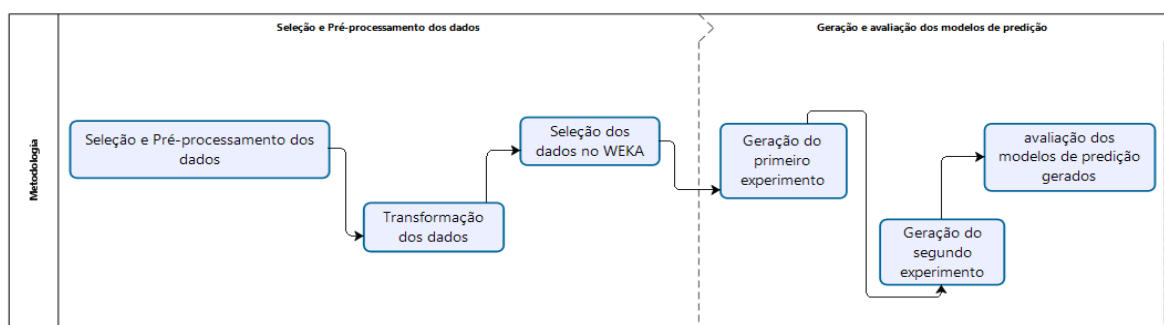 Seleção e Pré-processamento dos dados
Geração e avaliação dos modelos de predição
Metodologia
Seleção e Pré-processamento dos
dados
Transformação
dos dados
Seleção dos
dados no WEKA
Geração do
primeiro
experimento
Geração do
segundo
experimento
avaliação dos
modelos de predição
gerados